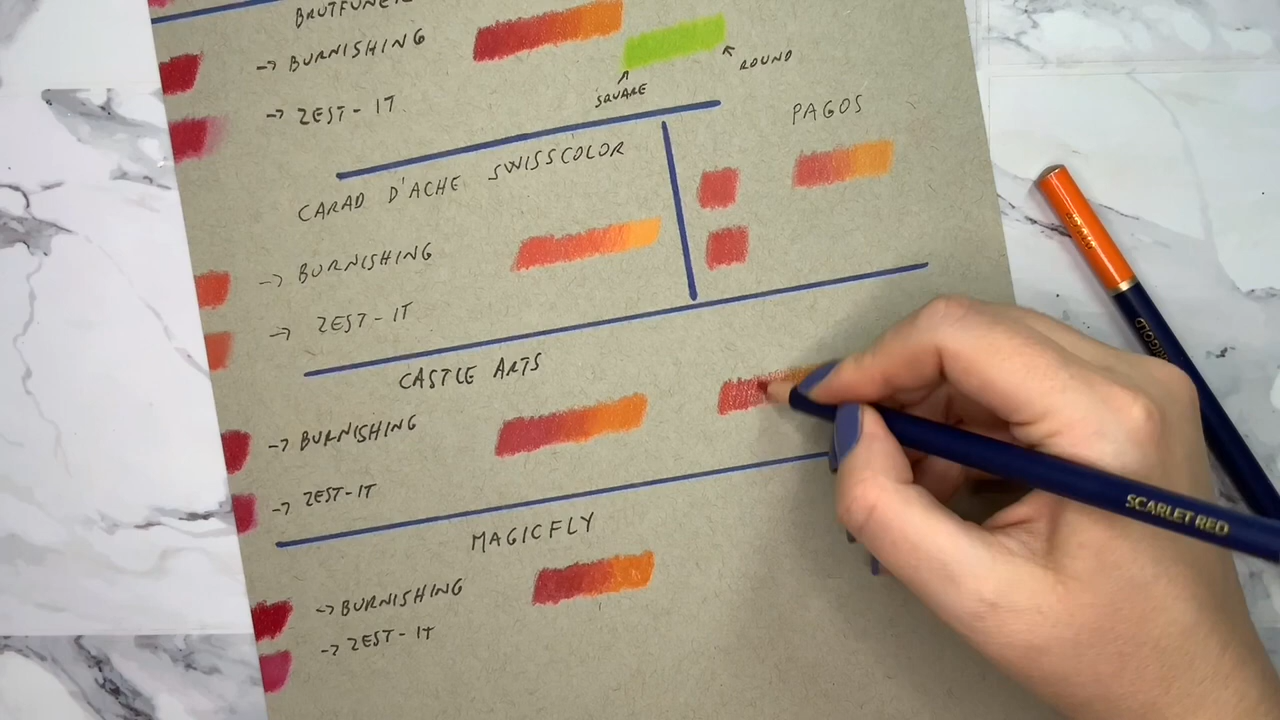 BRUTFUNER
-> BURNISHING
-> ZEST-IT
SQUARE
ROUND
CARAD D'ACHE SWISSCOLOR
-> BURNISHING
-> ZEST-IT
PAGOS
CASTLE ARTS
-> BURNISHING
-> ZEST-IT
MAGICFLY
-> BURNISHING
-> ZEST-IT
SCARLET RED